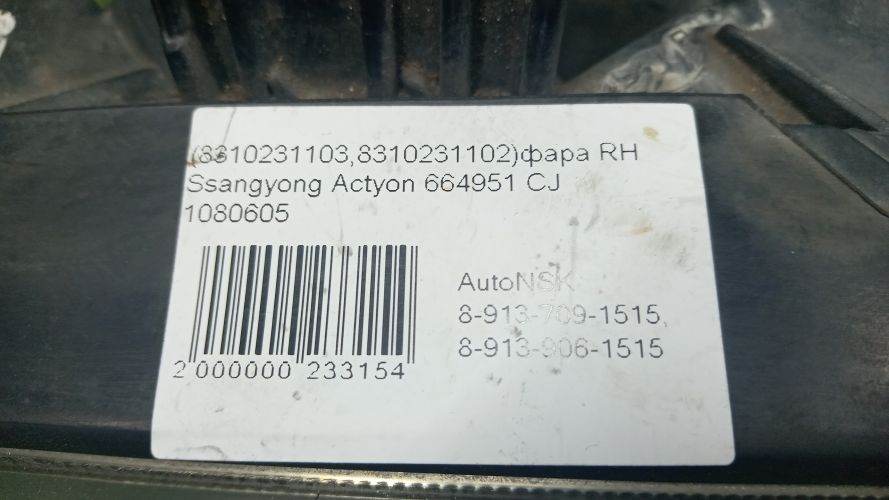 (8310231103,8310231102)фара RH
Ssangyong Actyon 664951 CJ
1080605
AutoNSK
8-913-709-1515,
8-913-906-1515
2 000000 233154